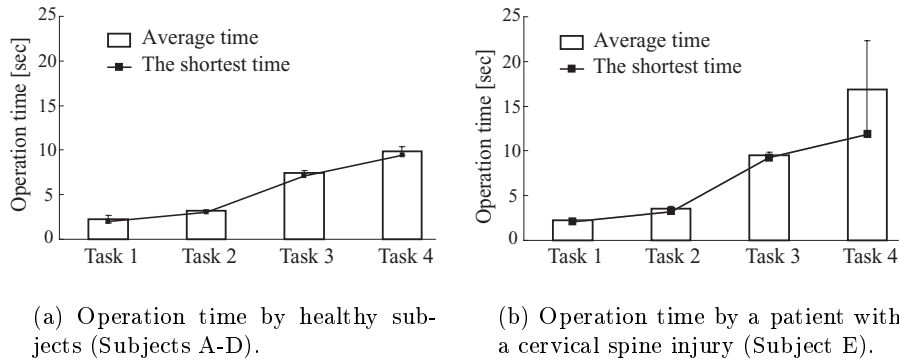 25
20
15
10
5
0
Operation time [sec]
Average time
The shortest time
Task 1 Task 2 Task 3 Task 4
(a) Operation time by healthy sub-
jects (Subjects A-D).
25
20
15
10
5
0
Operation time [sec]
Average time
The shortest time
Task 1 Task 2 Task 3 Task 4
(b) Operation time by a patient with
a cervical spine injury (Subject E).